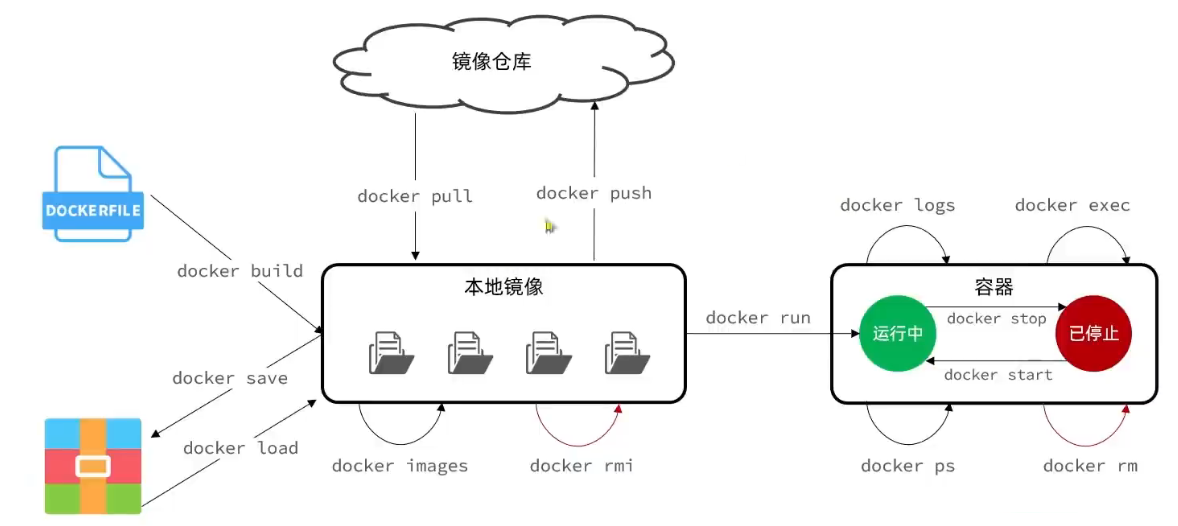 镜像仓库
docker pull
docker push
DOCKERFILE
docker build
docker logs
docker exec
本地镜像
容器
docker run
运行中
docker stop
已停止
docker start
docker save
docker load
docker images
docker rmi
docker ps
docker rm